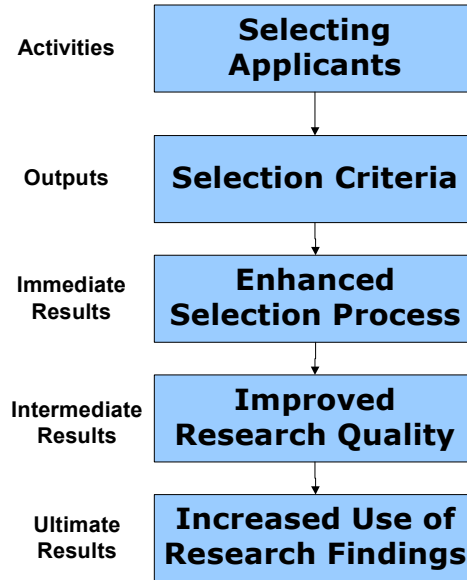 Activities
Selecting
Applicants
Outputs
Selection Criteria
Immediate
Results
Enhanced
Selection Process
Intermediate
Results
Improved
Research Quality
Ultimate
Results
Increased Use of
Research Findings